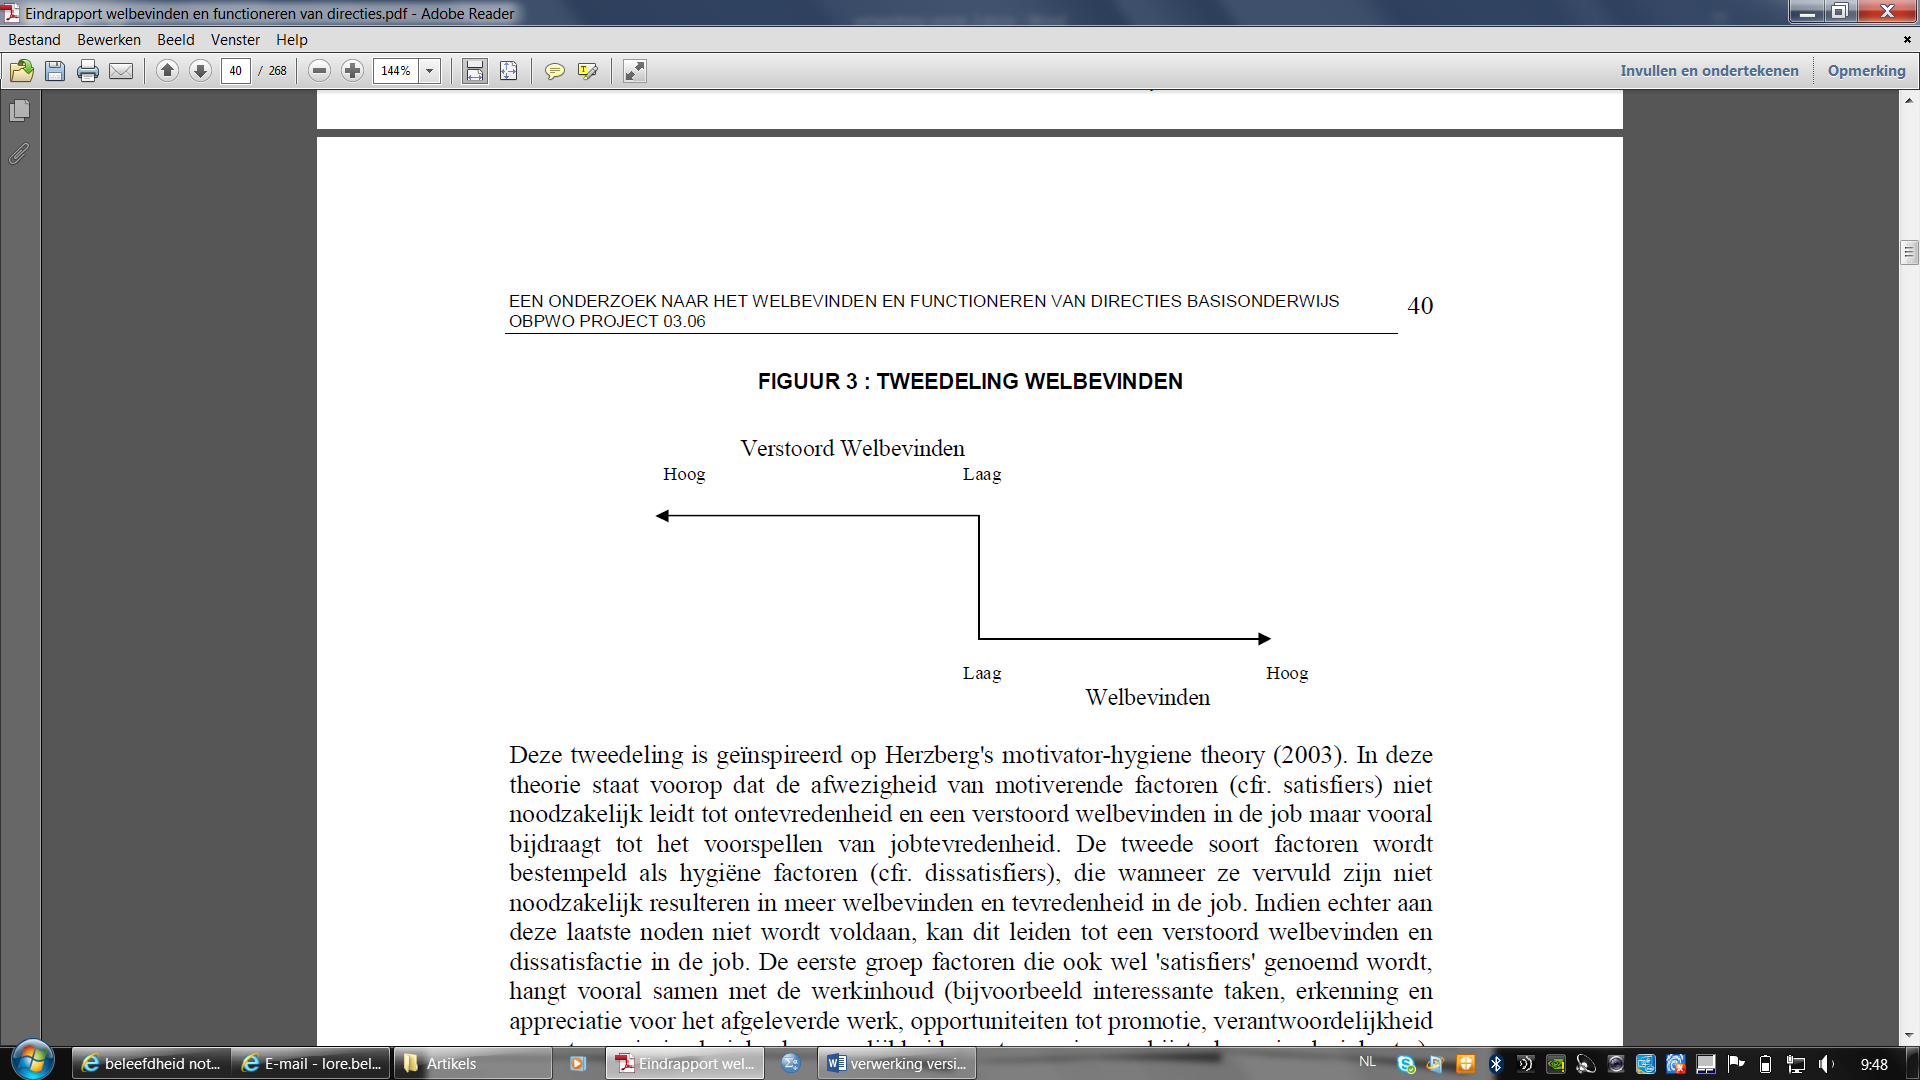 Eindrapport welbevinden en functioneren van directies.pdf - Adobe Reader
Bestand Bewerken Beeld Venster Help
40 / 268 144% Invullen en ondertekenen Opmerking
EEN ONDERZOEK NAAR HET WELBEVINDEN EN FUNCTIONEREN VAN DIRECTIES BASISONDERWIJS 40
OBPWO PROJECT 03.06
FIGUUR 3 : TWEEDELING WELBEVINDEN
Verstoord Welbevinden
Hoog Laag
Laag Hoog
Welbevinden
Deze tweedeling is geïnspireerd op Herzberg's motivator-hygiene theory (2003). In deze
theorie staat voorop dat de afwezigheid van motiverende factoren (cfr. satisfiers) niet
noodzakelijk leidt tot ontevredenheid en een verstoord welbevinden in de job maar vooral
bijdraagt tot het voorspellen van jobtevredenheid. De tweede soort factoren wordt
bestempeld als hygiëne factoren (cfr. dissatisfiers), die wanneer ze vervuld zijn niet
noodzakelijk resulteren in meer welbevinden en tevredenheid in de job. Indien echter aan
deze laatste noden niet wordt voldaan, kan dit leiden tot een verstoord welbevinden en
dissatisfactie in de job. De eerste groep factoren die ook wel 'satisfiers' genoemd wordt,
hangt vooral samen met de werkinhoud (bijvoorbeeld interessante taken, erkenning en
appreciatie voor het afgeleverde werk, opportuniteiten tot promotie, verantwoordelijkheid
beleefdheid not... E-mail - lore.bel... Artikels Eindrapport wel... verwerking versi... NL 9:48